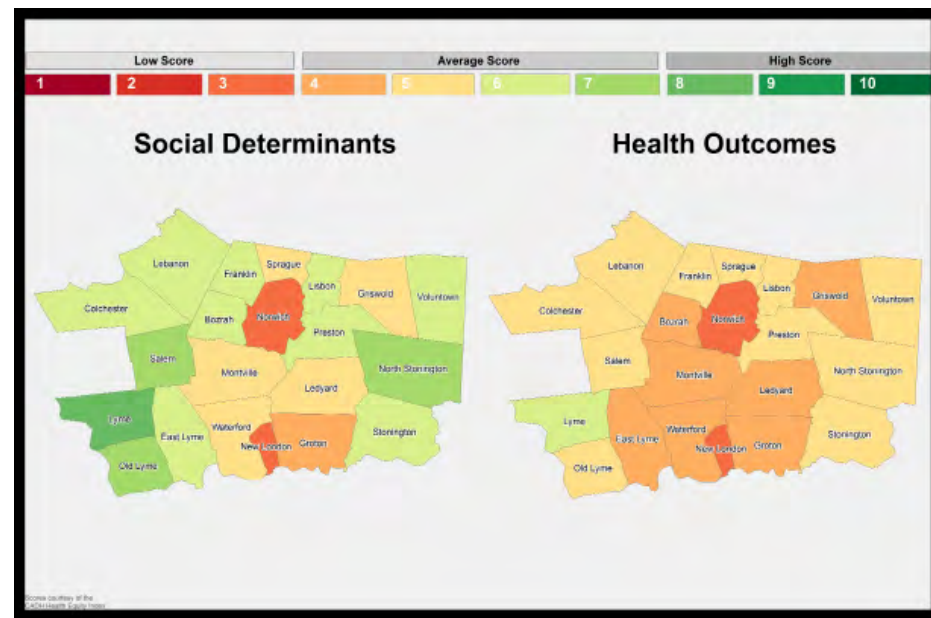 Low Score Average Score High Score
1 2 3 4 5 6 7 8 9 10
Social Determinants Health Outcomes
Lebanon
Franklin
Sprague
Lisbon
Griswold
Voluntown
Colchester
Bozrah
Norwich
Preston
Salem
Montville
North Stonington
Ledyard
Lyme
East Lyme
Waterford
New London
Groton
Stonington
Old Lyme
Lebanon
Franklin
Sprague
Lisbon
Griswold
Voluntown
Colchester
Bozrah
Norwich
Preston
Salem
Montville
North Stonington
Ledyard
Lyme
East Lyme
Waterford
New London
Groton
Stonington
Old Lyme
Scores courtesy of the
CADH Health Equity Index